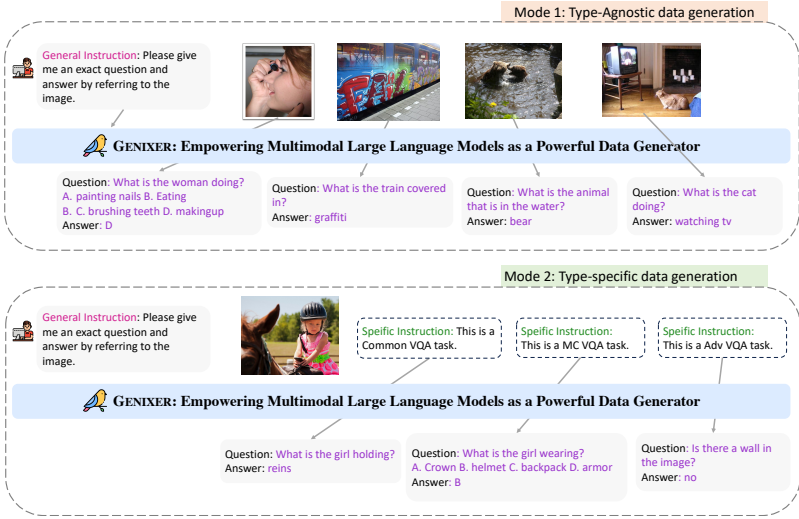 Mode 1: Type-Agnostic data generation
General Instruction: Please give
me an exact question and
answer by referring to the
image.
GENIXER: Empowering Multimodal Large Language Models as a Powerful Data Generator
Question: What is the woman doing?
A. painting nails B. Eating
B. C. brushing teeth D. makingup
Answer: D
Question: What is the train covered
in?
Answer: graffiti
Question: What is the animal
that is in the water?
Answer: bear
Question: What is the cat
doing?
Answer: watching tv
Mode 2: Type-specific data generation
General Instruction: Please give
me an exact question and
answer by referring to the
image.
Speific Instruction: This is a
Common VQA task.
Speific Instruction:
This is a MC VQA task.
Speific Instruction:
This is a Adv VQA task.
GENIXER: Empowering Multimodal Large Language Models as a Powerful Data Generator
Question: What is the girl holding?
Answer: reins
Question: What is the girl wearing?
A. Crown B. helmet C. backpack D. armor
Answer: B
Question: Is there a wall in
the image?
Answer: no